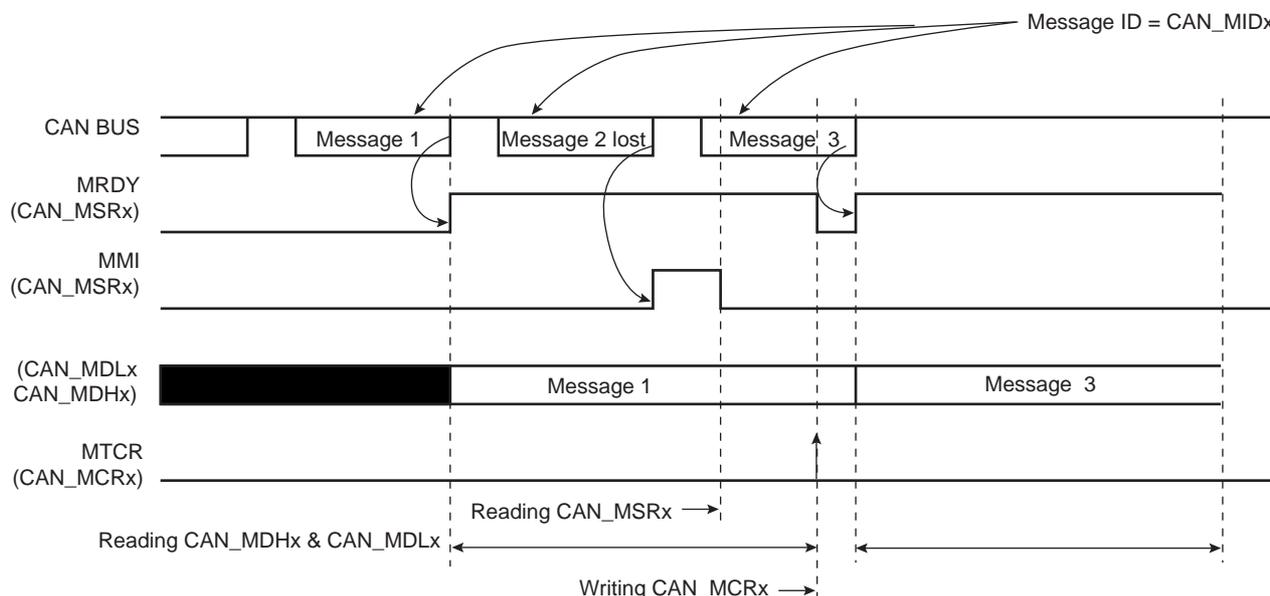 Message ID = CAN_MIDx
CAN BUS
Message 1
Message 2 lost
Message 3
MRDY
(CAN_MSRx)
MMI
(CAN_MSRx)
(CAN_MDLx
CAN_MDHx)
Message 1
Message 3
MTCR
(CAN_MCRx)
Reading CAN_MSRx
Reading CAN_MDHx & CAN_MDLx
Writing CAN_MCRx